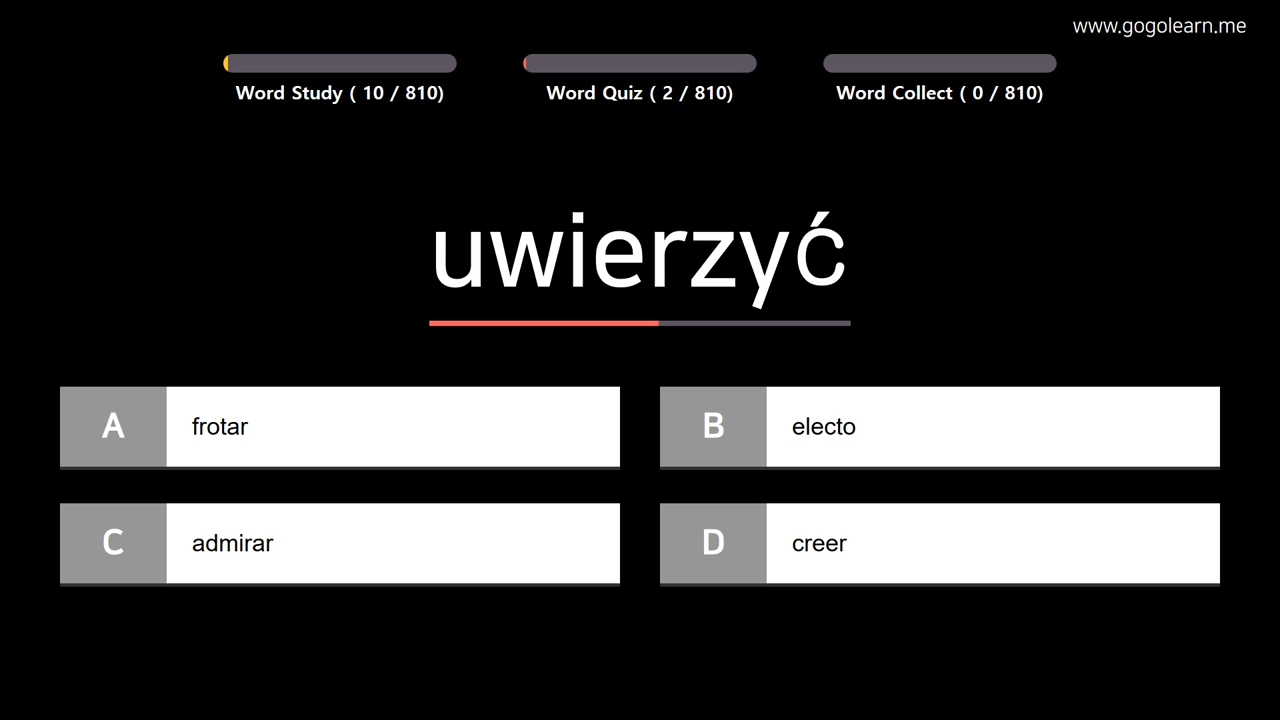 www.gogolearn.me
Word Study ( 10 / 810)
Word Quiz ( 2 / 810)
Word Collect ( 0 / 810)
uwierzyć
A frotar
B electo
C admirar
D creer